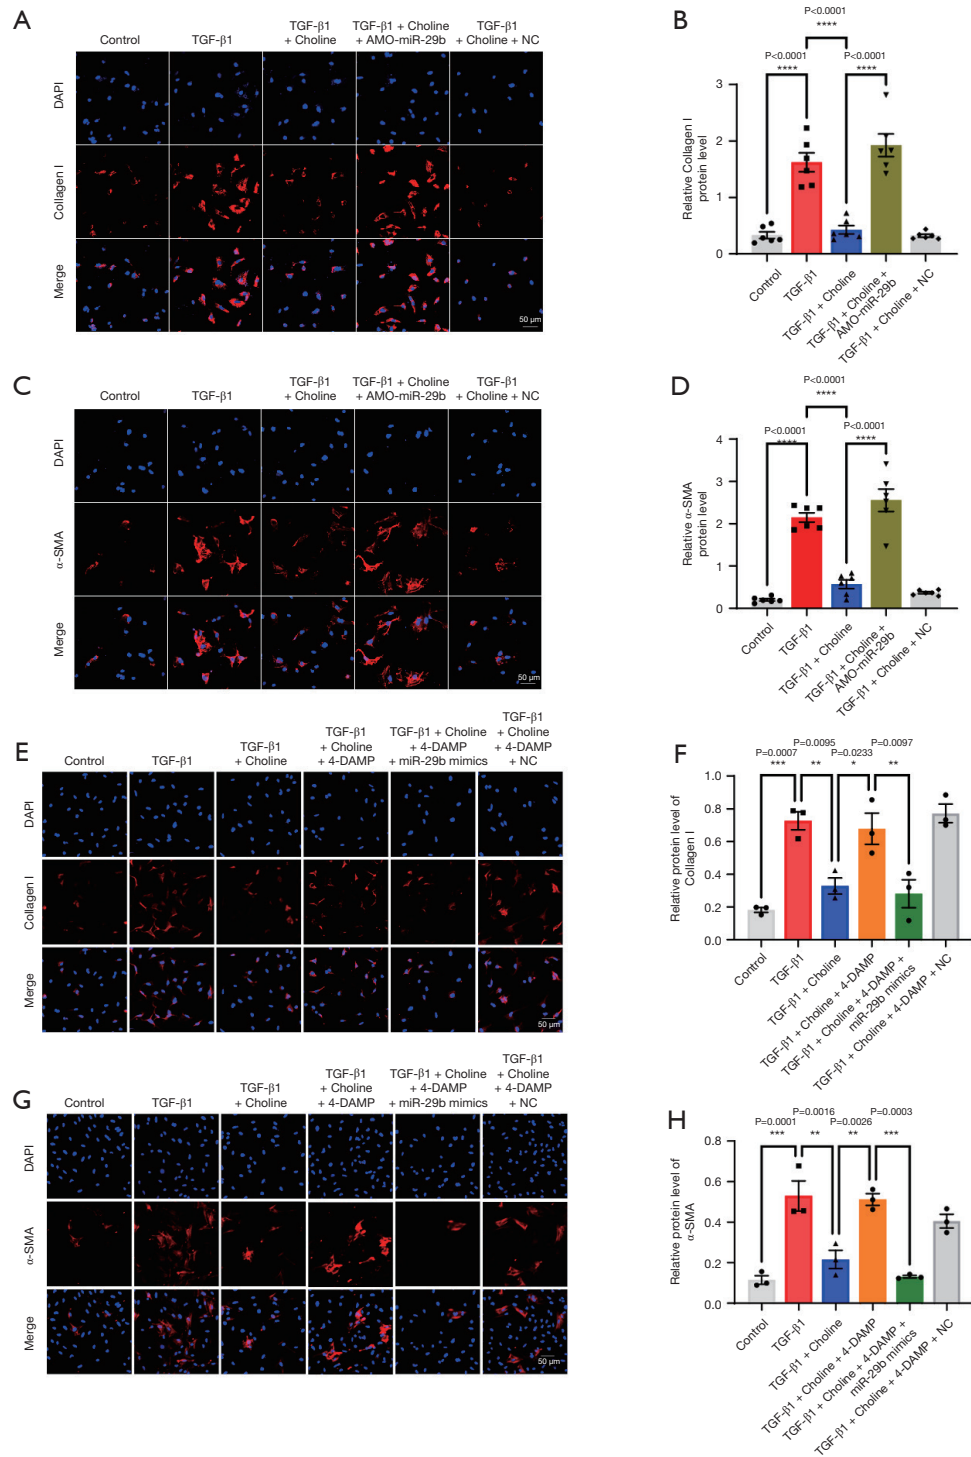 A
Control
TGF-β1
TGF-β1
+ Choline
TGF-β1 + Choline
+ AMO-miR-29b
TGF-β1
+ Choline + NC
DAPI
Collagen I
Merge
50 µm
B
P<0.0001
****
P<0.0001
****
P<0.0001
****
Relative Collagen I
protein level
3
2
1
0
Control
TGF-β1
TGF-β1 + Choline
TGF-β1 + Choline +
AMO-miR-29b
TGF-β1 + Choline + NC
C
Control
TGF-β1
TGF-β1
+ Choline
TGF-β1 + Choline
+ AMO-miR-29b
TGF-β1
+ Choline + NC
DAPI
α-SMA
Merge
50 µm
D
P<0.0001
****
P<0.0001
****
P<0.0001
****
Relative α-SMA
protein level
4
3
2
1
0
Control
TGF-β1
TGF-β1 + Choline
TGF-β1 + Choline +
AMO-miR-29b
TGF-β1 + Choline + NC
E
Control
TGF-β1
TGF-β1
+ Choline
TGF-β1
+ Choline
+ 4-DAMP
TGF-β1 + Choline
+ 4-DAMP
+ miR-29b mimics
TGF-β1
+ Choline
+ 4-DAMP
+ NC
DAPI
Collagen I
Merge
50 µm
F
P=0.0095 P=0.0097
P=0.0007 P=0.0233
*** ** * **
Relative protein level of
Collagen I
1.0
0.8
0.6
0.4
0.2
0.0
Control
TGF-β1
TGF-β1 + Choline
TGF-β1 + Choline + 4-DAMP
TGF-β1 + Choline + 4-DAMP +
miR-29b mimics
TGF-β1 + Choline + 4-DAMP + NC
G
Control
TGF-β1
TGF-β1
+ Choline
TGF-β1
+ Choline
+ 4-DAMP
TGF-β1 + Choline
+ 4-DAMP
+ miR-29b mimics
TGF-β1
+ Choline
+ 4-DAMP
+ NC
DAPI
α-SMA
Merge
50 µm
H
P=0.0016 P=0.0003
P=0.0001 P=0.0026
*** ** ** ***
Relative protein level of
α-SMA
0.8
0.6
0.4
0.2
0.0
Control
TGF-β1
TGF-β1 + Choline
TGF-β1 + Choline + 4-DAMP
TGF-β1 + Choline + 4-DAMP +
miR-29b mimics
TGF-β1 + Choline + 4-DAMP + NC